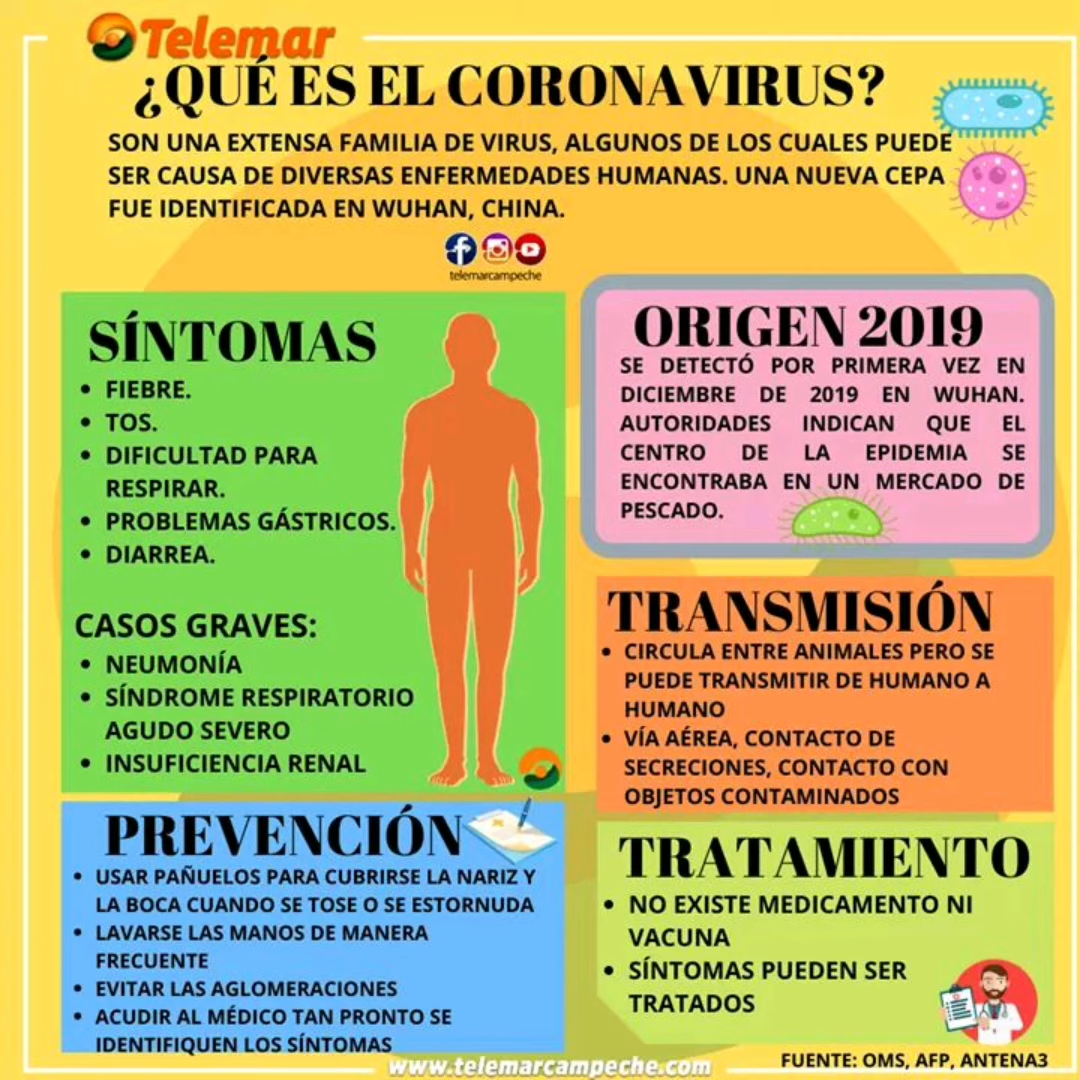 Telemar
¿QUÉ ES EL CORONAVIRUS?
SON UNA EXTENSA FAMILIA DE VIRUS, ALGUNOS DE LOS CUALES PUEDE
SER CAUSA DE DIVERSAS ENFERMEDADES HUMANAS. UNA NUEVA CEPA
FUE IDENTIFICADA EN WUHAN, CHINA.
telemarcampeche
SÍNTOMAS
• FIEBRE.
• TOS.
• DIFICULTAD PARA
RESPIRAR.
• PROBLEMAS GÁSTRICOS.
• DIARREA.
CASOS GRAVES:
• NEUMONÍA
• SÍNDROME RESPIRATORIO
AGUDO SEVERO
• INSUFICIENCIA RENAL
ORIGEN 2019
SE DETECTÓ POR PRIMERA VEZ EN
DICIEMBRE DE 2019 EN WUHAN.
AUTORIDADES INDICAN QUE EL
CENTRO DE LA EPIDEMIA SE
ENCONTRABA EN UN MERCADO DE
PESCADO.
TRANSMISIÓN
• CIRCULA ENTRE ANIMALES PERO SE
PUEDE TRANSMITIR DE HUMANO A
HUMANO
• VÍA AÉREA, CONTACTO DE
SECRECIONES, CONTACTO CON
OBJETOS CONTAMINADOS
PREVENCIÓN
• USAR PAÑUELOS PARA CUBRIRSE LA NARIZ Y
LA BOCA CUANDO SE TOSE O SE ESTORNUDA
• LAVARSE LAS MANOS DE MANERA
FRECUENTE
• EVITAR LAS AGLOMERACIONES
• ACUDIR AL MÉDICO TAN PRONTO SE
IDENTIFIQUEN LOS SÍNTOMAS
TRATAMIENTO
• NO EXISTE MEDICAMENTO NI
VACUNA
• SÍNTOMAS PUEDEN SER
TRATADOS
FUENTE: OMS, AFP, ANTENA3
www.telemarcampeche.com